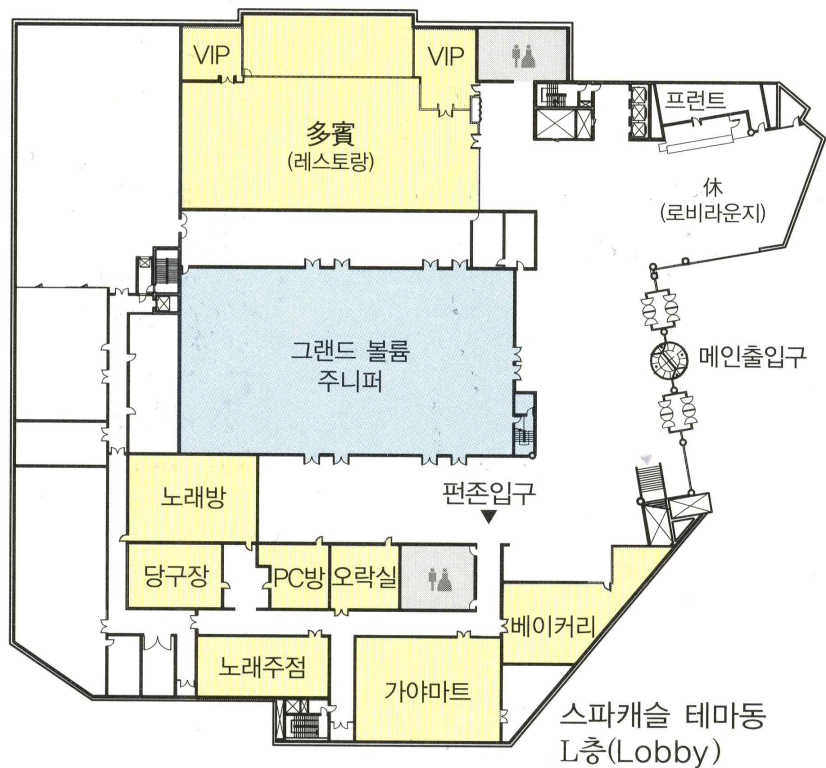 VIP
VIP
프런트
多賓
(레스토랑)
休
(로비라운지)
그랜드 볼륨
주니퍼
메인출입구
노래방
펀존입구
당구장
PC방
오락실
베이커리
노래주점
가야마트
스파캐슬 테마동
L층(Lobby)